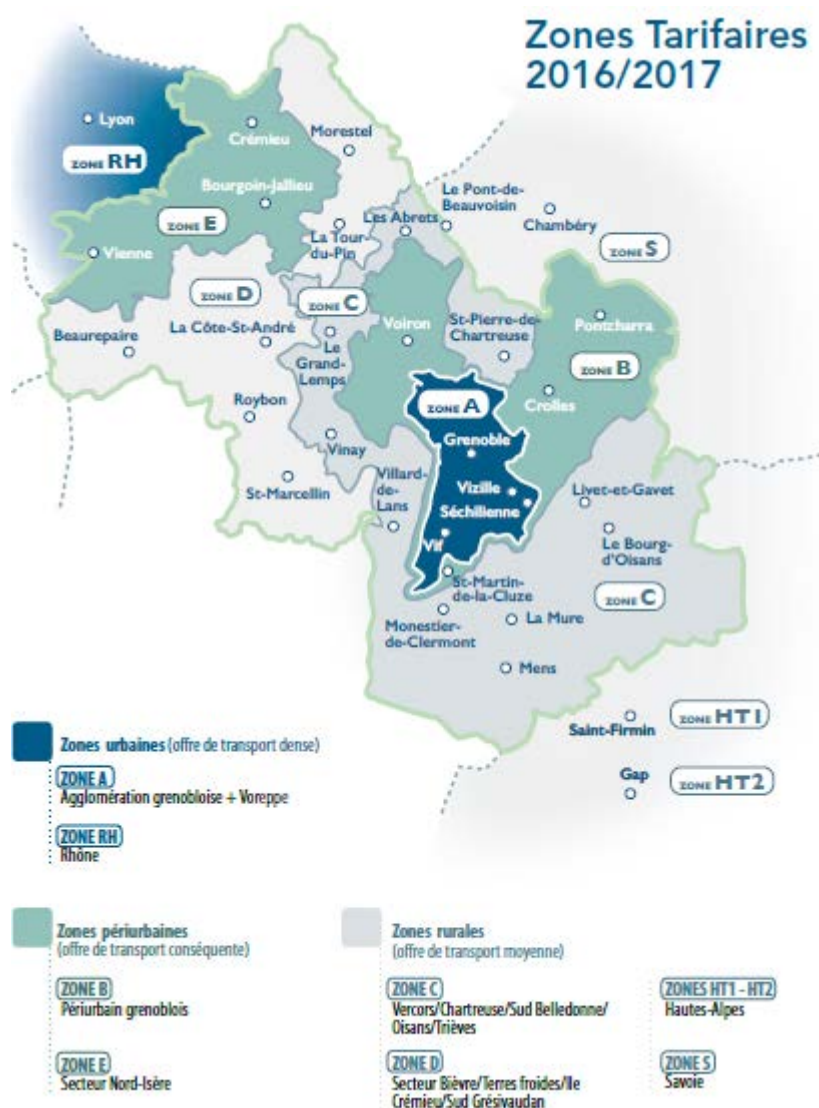 Zones Tarifaires
2016/2017
Lyon
ZONE RH
Crémieu
Morestel
Bourgoin-Jallieu
Le Pont-de-
Beauvoisin
Les Abrets
Chambéry
ZONE E
La Tour-
du-Pin
ZONE S
Vienne
ZONE D
ZONE C
Beaurepaire
La Côte-St-André
Voiron
St-Pierre-de-
Chartreuse
Pontcharra
Le
Grand-
Lemps
ZONE B
ZONE A
Crolles
Roybon
Grenoble
Vinay
Villard-
de-
Lans
Vizille
Livet-et-Gavet
St-Marcellin
Séchilienne
Vif
Le Bourg-
d'Oisans
St-Martin-
de-la-Cluze
ZONE C
Monestier-
de-Clermont
La Mure
Mens
Saint-Firmin
ZONE HT1
Gap
ZONE HT2
Zones urbaines (offre de transport dense)
ZONE A
Agglomération grenobloise + Voreppe
ZONE RH
Rhône
Zones périurbaines
(offre de transport conséquente)
ZONE B
Périurbain grenoblois
ZONE E
Secteur Nord-Isère
Zones rurales
(offre de transport moyenne)
ZONE C
Vercors/Chartreuse/Sud Belledonne/
Oisans/Trièves
ZONE D
Secteur Bièvre/Terres froides/Ile
Crémieu/Sud Grésivaudan
ZONES HT1 - HT2
Hautes-Alpes
ZONE S
Savoie